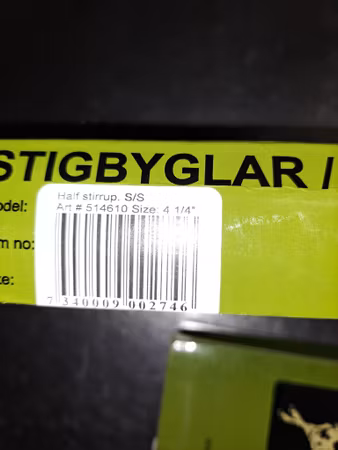 STIGBYGLAR /
odel:
Half stirrup, S/S
Art # 514610 Size: 4 1/4"
m no:
ze:
7 340009 002746